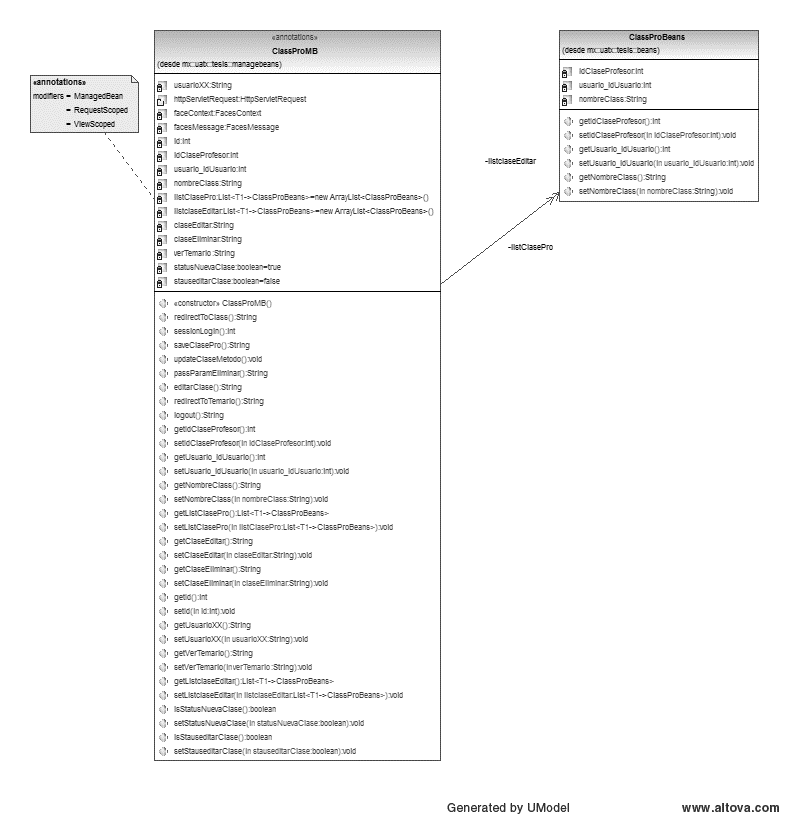 «annotations»
ClassProMB
(desde mx::uatx::tesis::managebeans)
usuarioXX:String
httpServletRequest:HttpServletRequest
faceContext:FacesContext
facesMessage:FacesMessage
id:int
idClaseProfesor:int
usuario_idUsuario:int
nombreClass:String
listClasePro:List<T1->ClassProBeans>=new ArrayList<ClassProBeans>()
listclaseEditar:List<T1->ClassProBeans>=new ArrayList<ClassProBeans>()
claseEditar:String
claseEliminar:String
verTemario:String
statusNuevaClase:boolean=true
stauseditarClase:boolean=false
«constructor» ClassProMB()
redirectToClass():String
sessionLogin():int
saveClasePro():String
updateClaseMetodo():void
passParamEliminar():String
editarClase():String
redirectToTemario():String
logout():String
getIdClaseProfesor():int
setIdClaseProfesor(in idClaseProfesor:int):void
getUsuario_idUsuario():int
setUsuario_idUsuario(in usuario_idUsuario:int):void
getNombreClass():String
setNombreClass(in nombreClass:String):void
getListClasePro():List<T1->ClassProBeans>
setListClasePro(in listClasePro:List<T1->ClassProBeans>):void
getClaseEditar():String
setClaseEditar(in claseEditar:String):void
getClaseEliminar():String
setClaseEliminar(in claseEliminar:String):void
getId():int
setId(in id:int):void
getUsuarioXX():String
setUsuarioXX(in usuarioXX:String):void
getVerTemario():String
setVerTemario(inverTemario:String):void
getListclaseEditar():List<T1->ClassProBeans>
setListclaseEditar(in listclaseEditar:List<T1->ClassProBeans>):void
isStatusNuevaClase():boolean
setStatusNuevaClase(in statusNuevaClase:boolean):void
isStauseditarClase():boolean
setStauseditarClase(in stauseditarClase:boolean):void
«annotations»
modifiers = ManagedBean
= RequestScoped
= ViewScoped
-listclaseEditar
-listClasePro
ClassProBeans
(desde mx::uatx::tesis::beans)
idClaseProfesor:int
usuario_idUsuario:int
nombreClass:String
getIdClaseProfesor():int
setIdClaseProfesor(in idClaseProfesor:int):void
getUsuario_idUsuario():int
setUsuario_idUsuario(in usuario_idUsuario:int):void
getNombreClass():String
setNombreClass(in nombreClass:String):void
Generated by UModel
www.altova.com